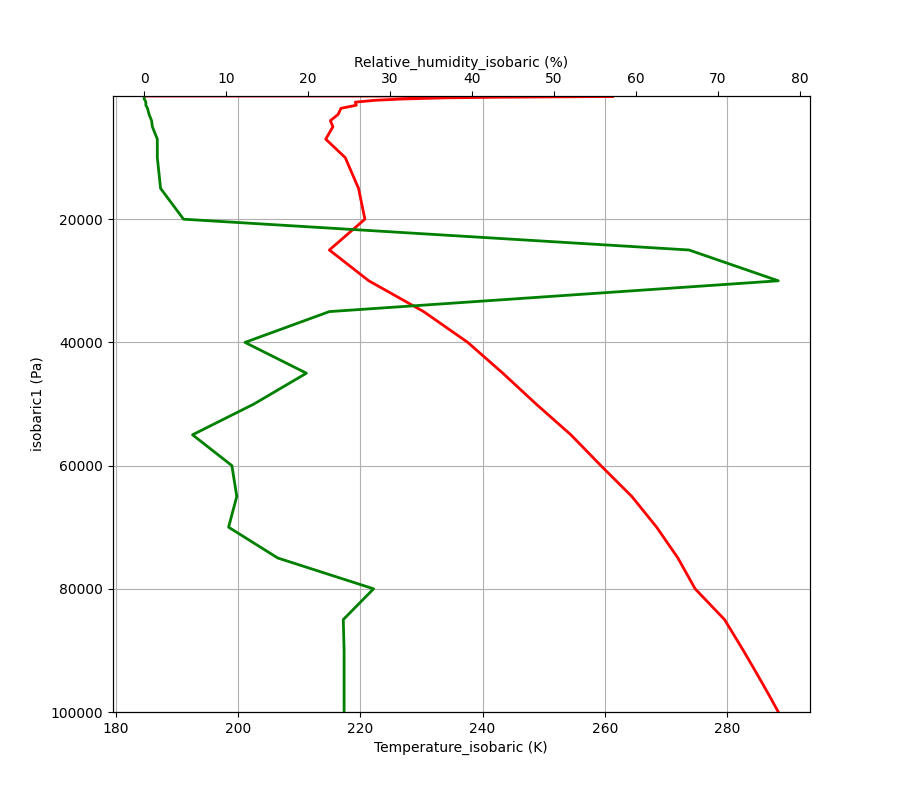 Relative_humidity_isobaric (%)
0 10 20 30 40 50 60 70 80
isobaric1 (Pa)
20000
40000
60000
80000
100000
180 200 220 240 260 280
Temperature_isobaric (K)